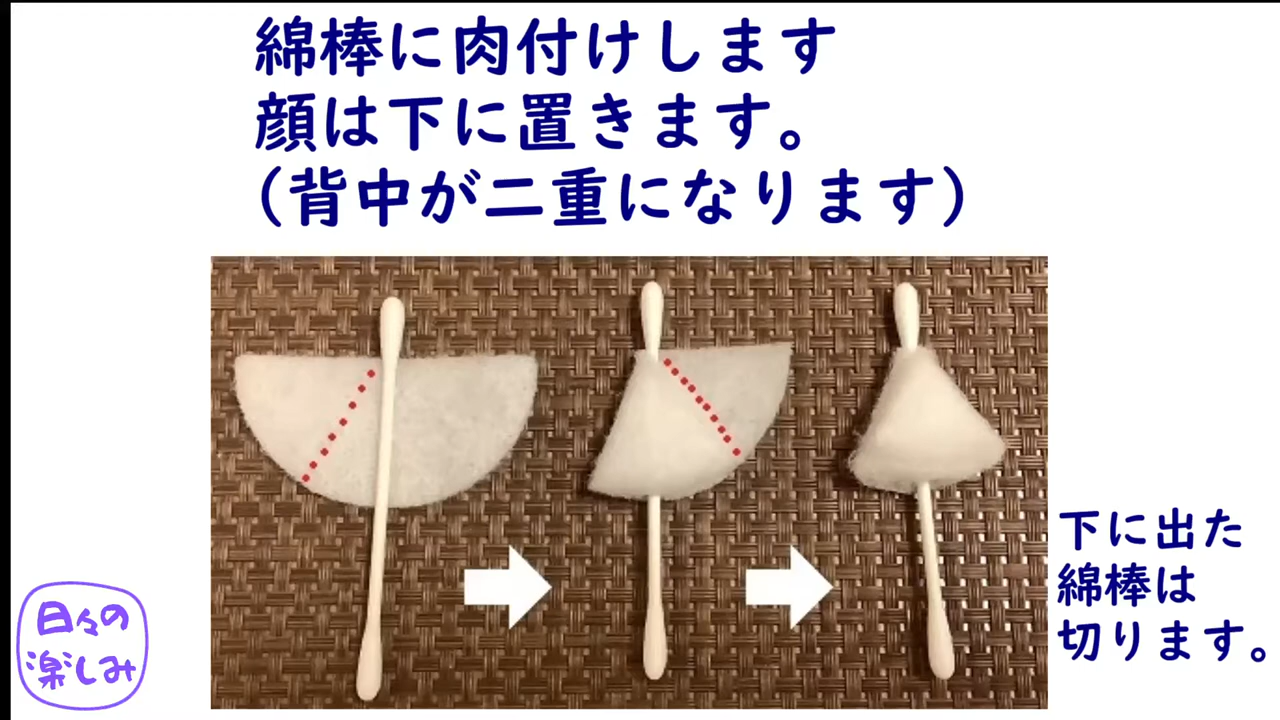 綿棒に肉付けします
顔は下に置きます。
(背中が二重になります)
下に出た
綿棒は
切ります。
日々の
楽しみ